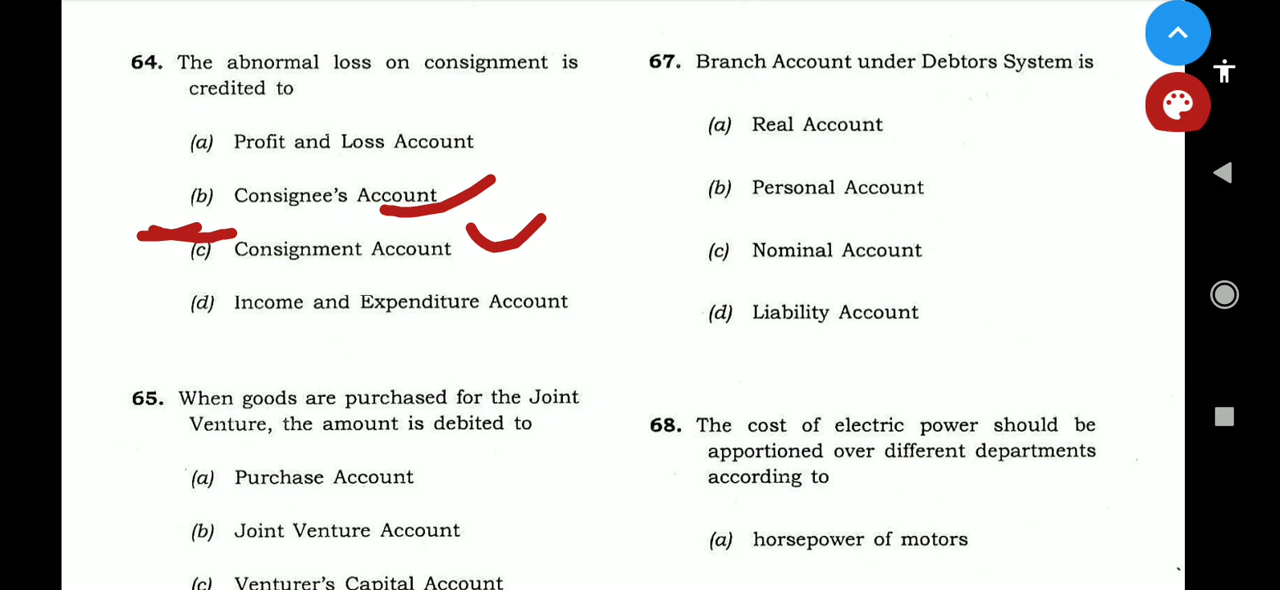 64. The abnormal loss on consignment is
credited to
(a) Profit and Loss Account
(b) Consignee's Account
(c) Consignment Account
(d) Income and Expenditure Account
65. When goods are purchased for the Joint
Venture, the amount is debited to
(a) Purchase Account
(b) Joint Venture Account
(c) Venturer's Capital Account
67. Branch Account under Debtors System is
(a) Real Account
(b) Personal Account
(c) Nominal Account
(d) Liability Account
68. The cost of electric power should be
apportioned over different departments
according to
(a) horsepower of motors